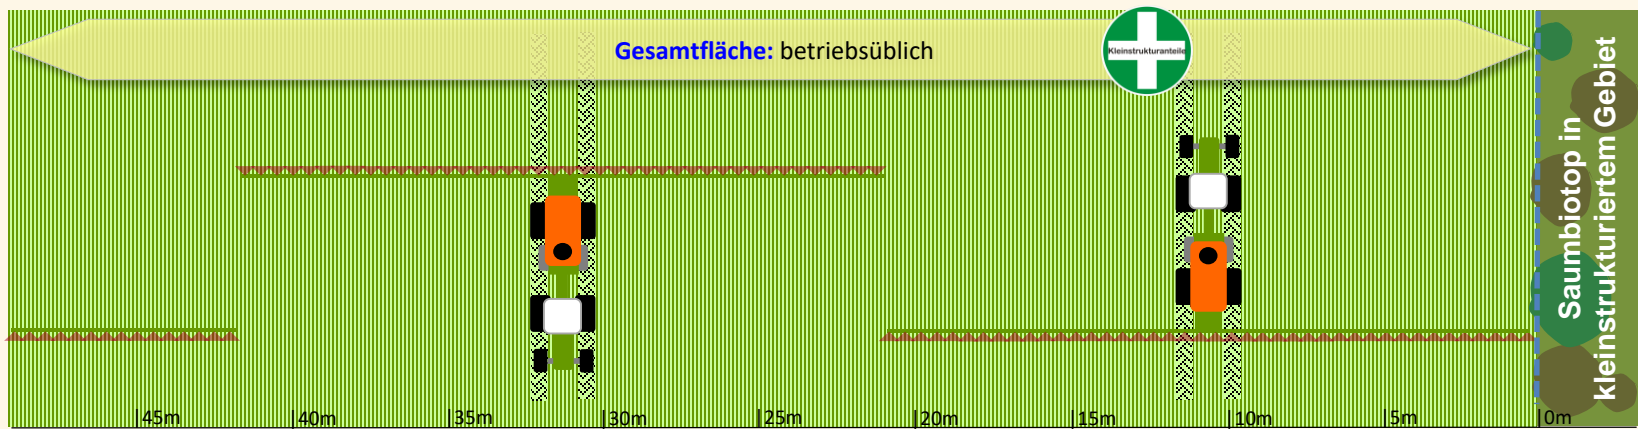 Gesamtfläche: betriebsüblich
Kleinstrukturanteile
Saumbiotop in
kleinstrukturiertem Gebiet
|45m |40m |35m |30m |25m |20m |15m |10m |5m |0m